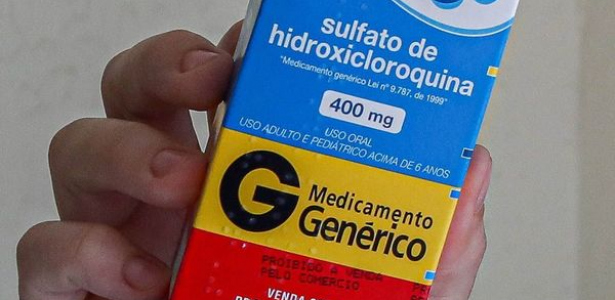 sulfato de
hidroxicloroquina
"Medicamento genérico Lei nº 9.787, de 1999"
400 mg
USO ORAL
USO ADULTO E PEDIÁTRICO ACIMA DE 6 ANOS
G Medicamento
Genérico
PROIBIDO A VENDA
PELO COMERCIO
VENDA